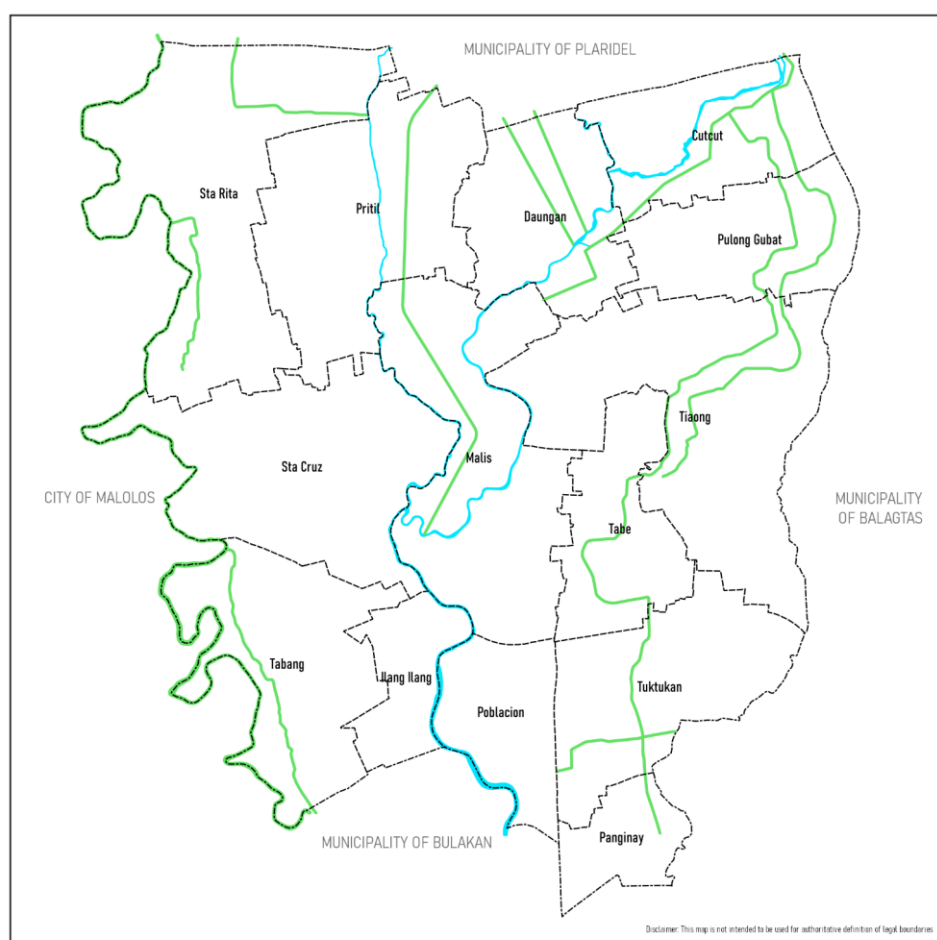 MUNICIPALITY OF PLARIDEL
Cutcut
Sta Rita
Pritil
Daungan
Pulong Gubat
Tiaong
Malis
Sta Cruz
CITY OF MALOLOS
MUNICIPALITY
OF BALAGTAS
Tabe
Tabang
Ilang Ilang
Tuktukan
Poblacion
Panginay
MUNICIPALITY OF BULAKAN
Disclaimer: This map is not intended to be used for authoritative definition of legal boundaries